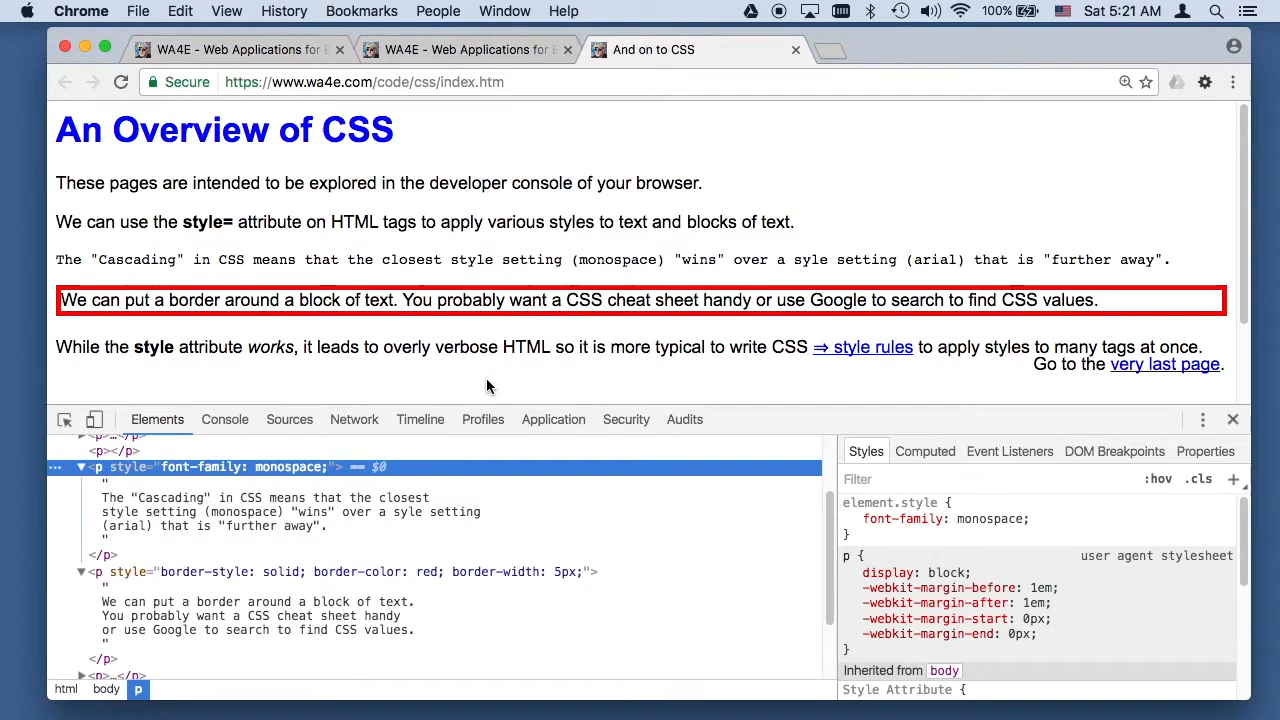 Chrome File Edit View History Bookmarks People Window Help 100% Sat 5:21 AM
WA4E - Web Applications for E WA4E - Web Applications for E And on to CSS
Secure https://www.wa4e.com/code/css/index.htm
An Overview of CSS
These pages are intended to be explored in the developer console of your browser.
We can use the style= attribute on HTML tags to apply various styles to text and blocks of text.
The "Cascading" in CSS means that the closest style setting (monospace) "wins" over a syle setting (arial) that is "further away".
We can put a border around a block of text. You probably want a CSS cheat sheet handy or use Google to search to find CSS values.
While the style attribute works, it leads to overly verbose HTML so it is more typical to write CSS ⇒ style rules to apply styles to many tags at once.
Go to the very last page.
Elements Console Sources Network Timeline Profiles Application Security Audits
<p>…</p>
<p></p>
<p style="font-family: monospace;"> == $0
"
The "Cascading" in CSS means that the closest
style setting (monospace) "wins" over a syle setting
(arial) that is "further away".
"
</p>
<p style="border-style: solid; border-color: red; border-width: 5px;">
"
We can put a border around a block of text.
You probably want a CSS cheat sheet handy
or use Google to search to find CSS values.
"
</p>
<p>…</p>
html body p
Styles Computed Event Listeners DOM Breakpoints Properties
Filter :hov .cls +
element.style {
font-family: monospace;
}
p { user agent stylesheet
display: block;
-webkit-margin-before: 1em;
-webkit-margin-after: 1em;
-webkit-margin-start: 0px;
-webkit-margin-end: 0px;
}
Inherited from body
Style Attribute {